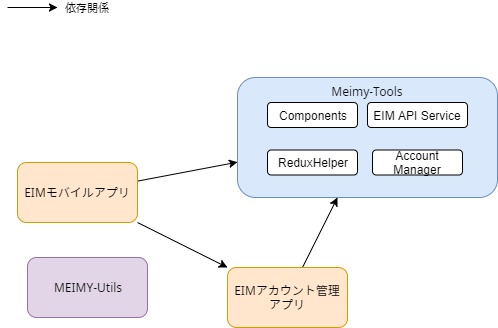 依存関係
Meimy-Tools
Components
EIM API Service
ReduxHelper
Account
Manager
EIMモバイルアプリ
MEIMY-Utils
EIMアカウント管理
アプリ